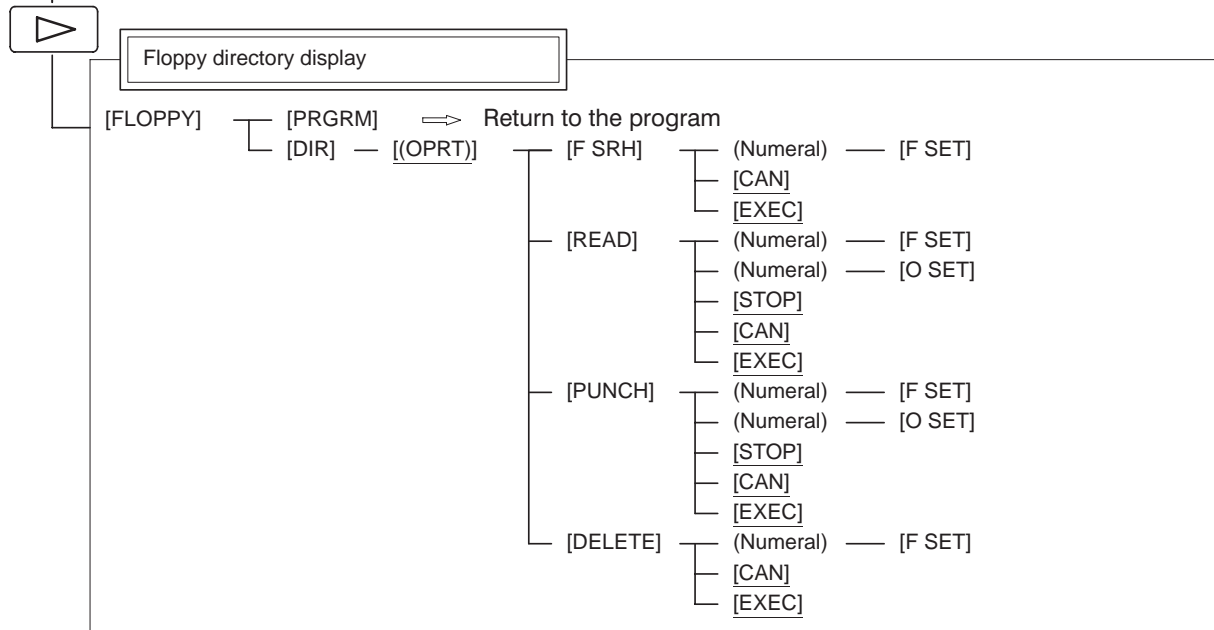 Floppy directory display
[FLOPPY] [PRGRM] Return to the program
[DIR] [(OPRT)] [F SRH] (Numeral) [F SET]
[CAN]
[EXEC]
[READ] (Numeral) [F SET]
(Numeral) [O SET]
[STOP]
[CAN]
[EXEC]
[PUNCH] (Numeral) [F SET]
(Numeral) [O SET]
[STOP]
[CAN]
[EXEC]
[DELETE] (Numeral) [F SET]
[CAN]
[EXEC]